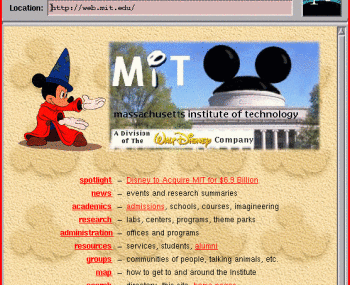 Location: http://web.mit.edu/
MIT
massachusetts institute of technology
A Division
Of The Walt Disney Company
spotlight – Disney to Acquire MIT for $6.9 Billion
news – events and research summaries
academics – admissions, schools, courses, imagineering
research – labs, centers, programs, theme parks
administration – offices and programs
resources – services, students, alumni
groups – communities of people, talking animals, etc.
map – how to get to and around the Institute